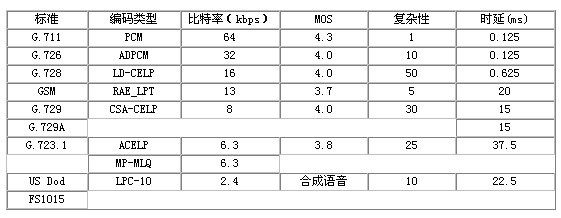 标准 编码类型 比特率(kbps) MOS 复杂性 时延(ms)
G.711 PCM 64 4.3 1 0.125
G.726 ADPCM 32 4.0 10 0.125
G.728 LD-CELP 16 4.0 50 0.625
GSM RAE_LPT 13 3.7 5 20
G.729 CSA-CELP 8 4.0 30 15
G.729A 15
G.723.1 ACELP 6.3 3.8 25 37.5
MP-MLQ 6.3
US Dod LPC-10 2.4 合成语音 10 22.5
FS1015